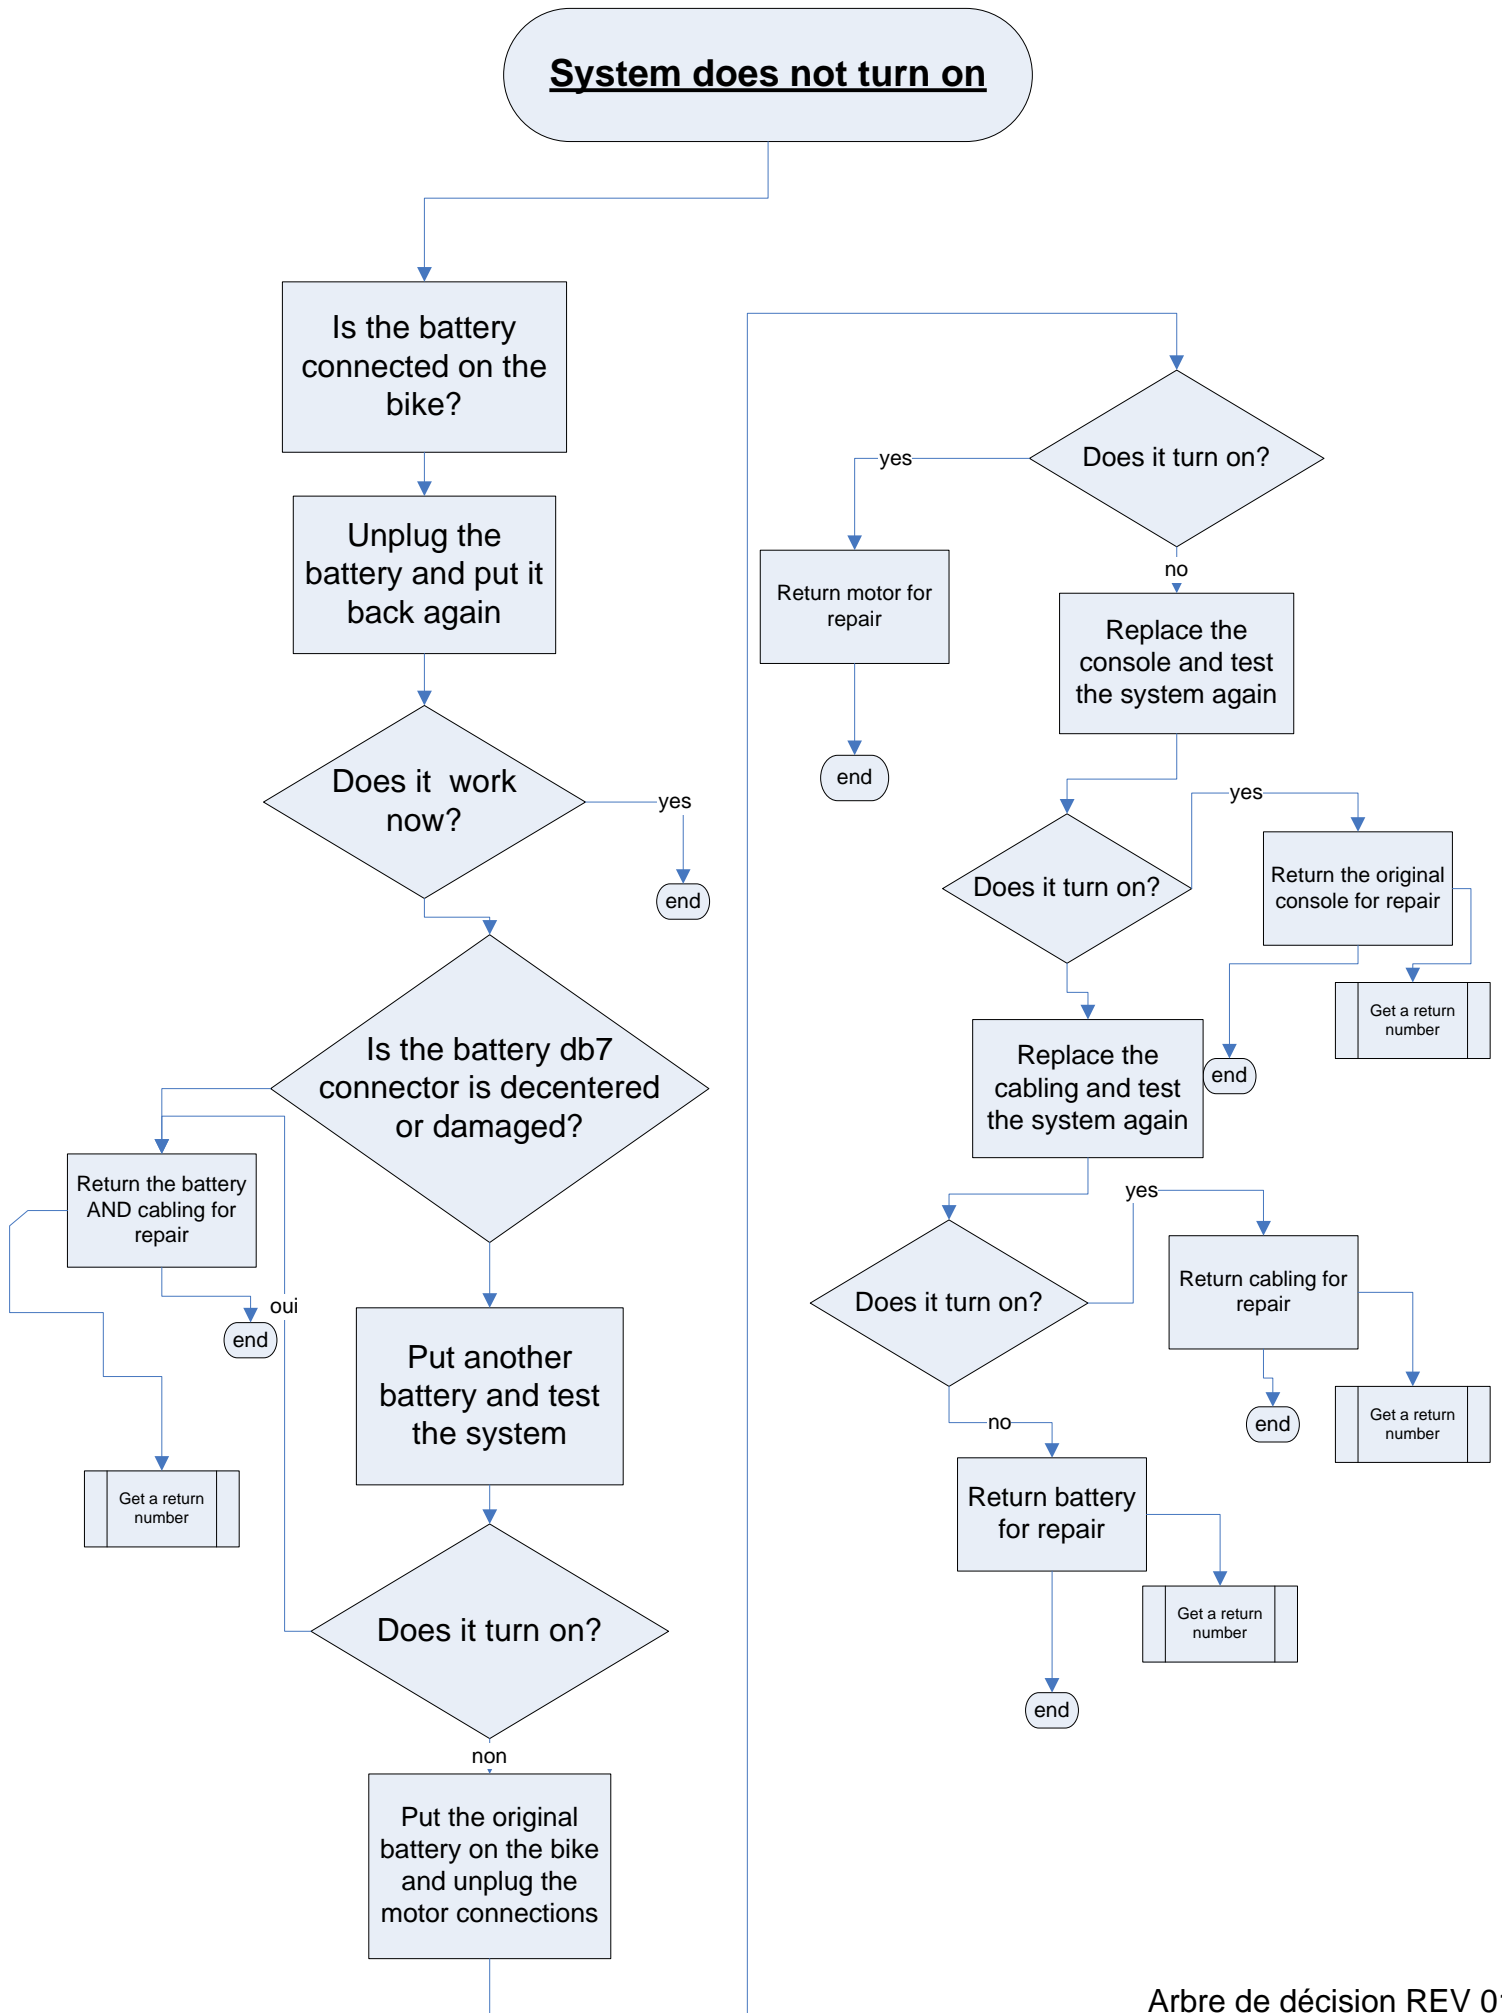 System does not turn on
Is the battery
connected on the
bike?
Unplug the
battery and put it
back again
Does it  work
now?
yes
end
Is the battery db7
connector is decentered
or damaged?
Return the battery
AND cabling for
repair
oui
end
Get a return
number
Put another
battery and test
the system
Does it turn on?
non
Put the original
battery on the bike
and unplug the
motor connections
Does it turn on?
yes
Return motor for
repair
end
no
Replace the
console and test
the system again
Does it turn on?
yes
Return the original
console for repair
Get a return
number
end
Replace the
cabling and test
the system again
Does it turn on?
yes
Return cabling for
repair
end
Get a return
number
no
Return battery
for repair
Get a return
number
end
Arbre de décision REV 01